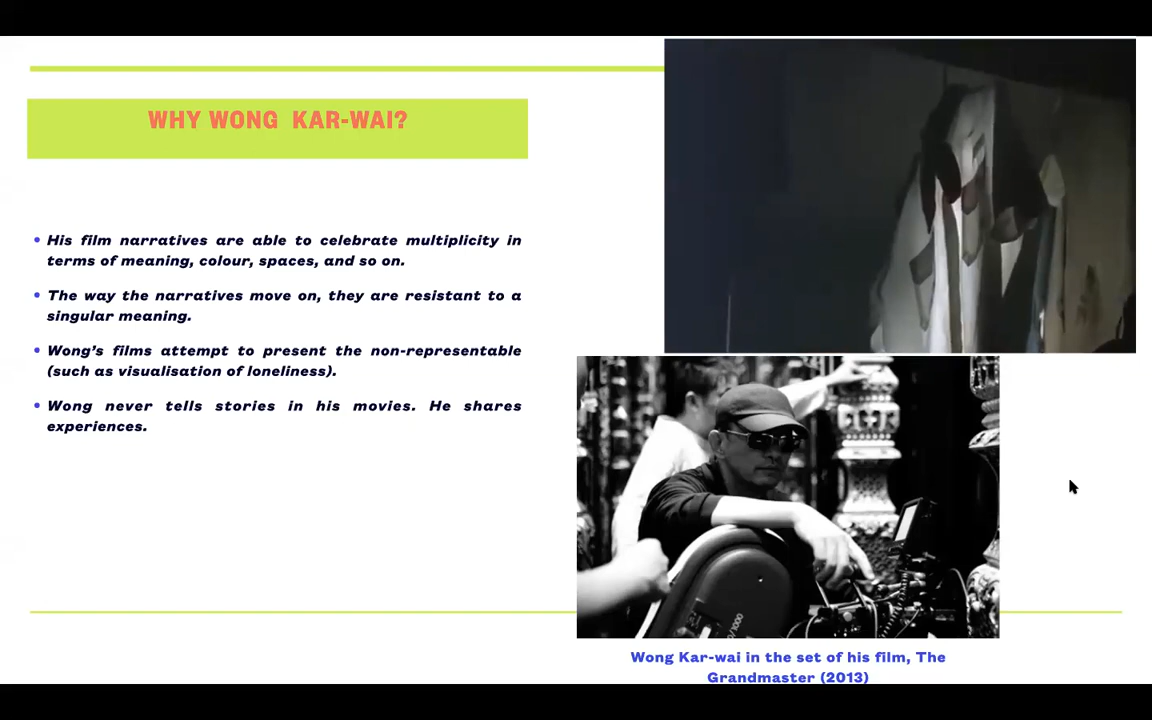 WHY WONG KAR-WAI?
• His film narratives are able to celebrate multiplicity in
terms of meaning, colour, spaces, and so on.
• The way the narratives move on, they are resistant to a
singular meaning.
• Wong's films attempt to present the non-representable
(such as visualisation of loneliness).
• Wong never tells stories in his movies. He shares
experiences.
Wong Kar-wai in the set of his film, The
Grandmaster (2013)